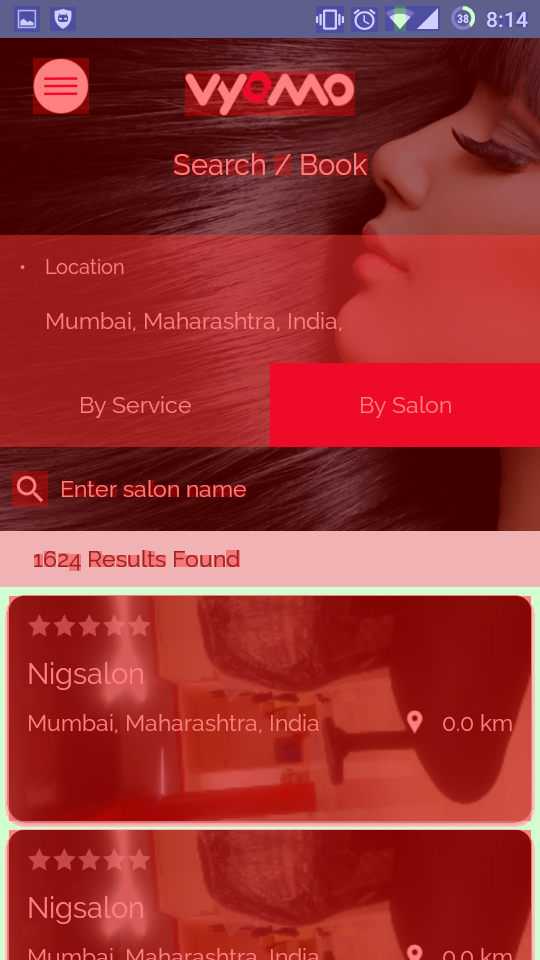 38 8:14
vyomo
Search / Book
• Location
Mumbai, Maharashtra, India,
By Service By Salon
Enter salon name
1624 Results Found
Nigsalon
Mumbai, Maharashtra, India 0.0 km
Nigsalon
Mumbai, Maharashtra, India 0.0 km